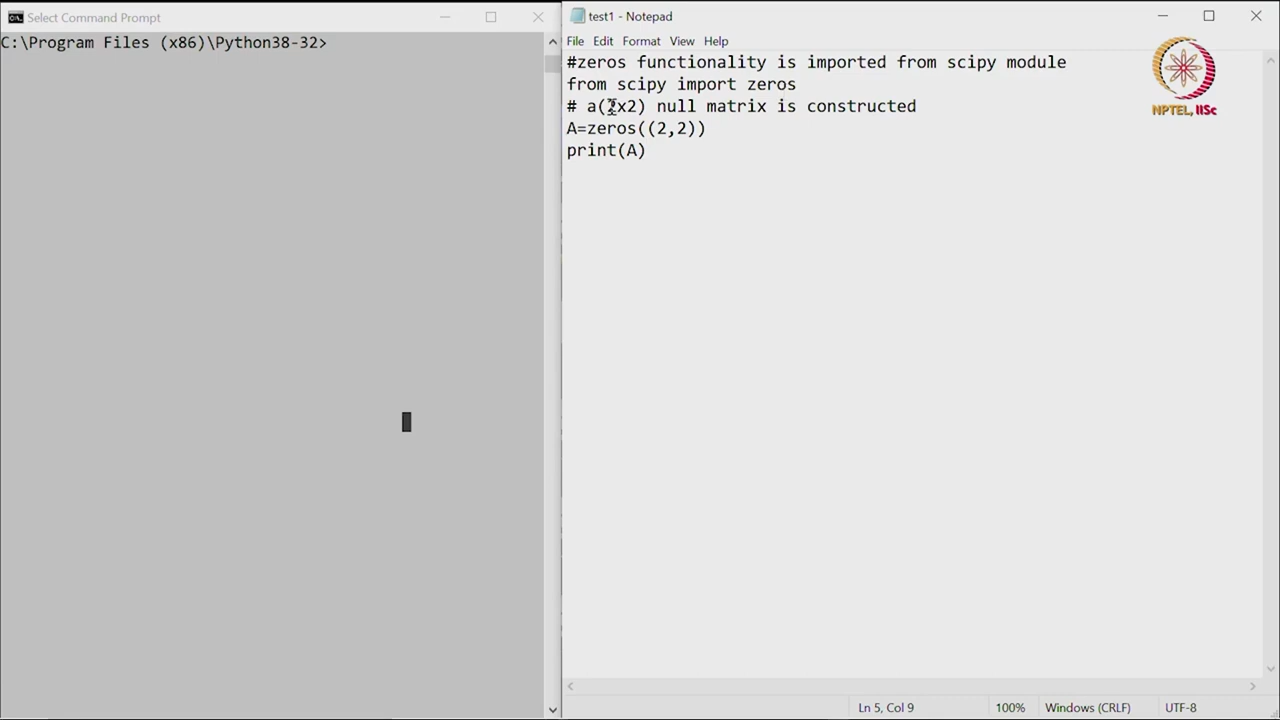 Select Command Prompt
C:\Program Files (x86)\Python38-32>
test1 - Notepad
File Edit Format View Help
#zeros functionality is imported from scipy module
from scipy import zeros
# a(2x2) null matrix is constructed
A=zeros((2,2))
print(A)
NPTEL, IISc
Ln 5, Col 9
100%
Windows (CRLF)
UTF-8